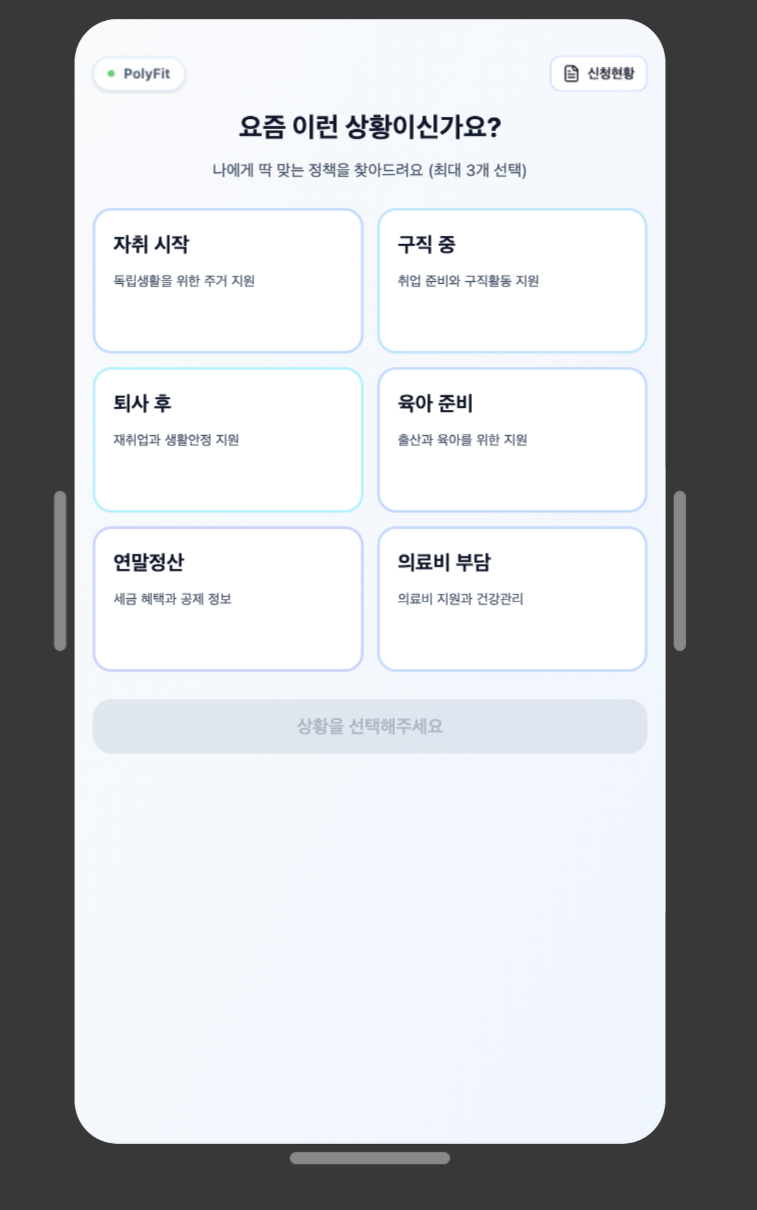 PolyFit
신청현황
요즘 이런 상황이신가요?
나에게 딱 맞는 정책을 찾아드려요 (최대 3개 선택)
자취 시작
독립생활을 위한 주거 지원
구직 중
취업 준비와 구직활동 지원
퇴사 후
재취업과 생활안정 지원
육아 준비
출산과 육아를 위한 지원
연말정산
세금 혜택과 공제 정보
의료비 부담
의료비 지원과 건강관리
상황을 선택해주세요